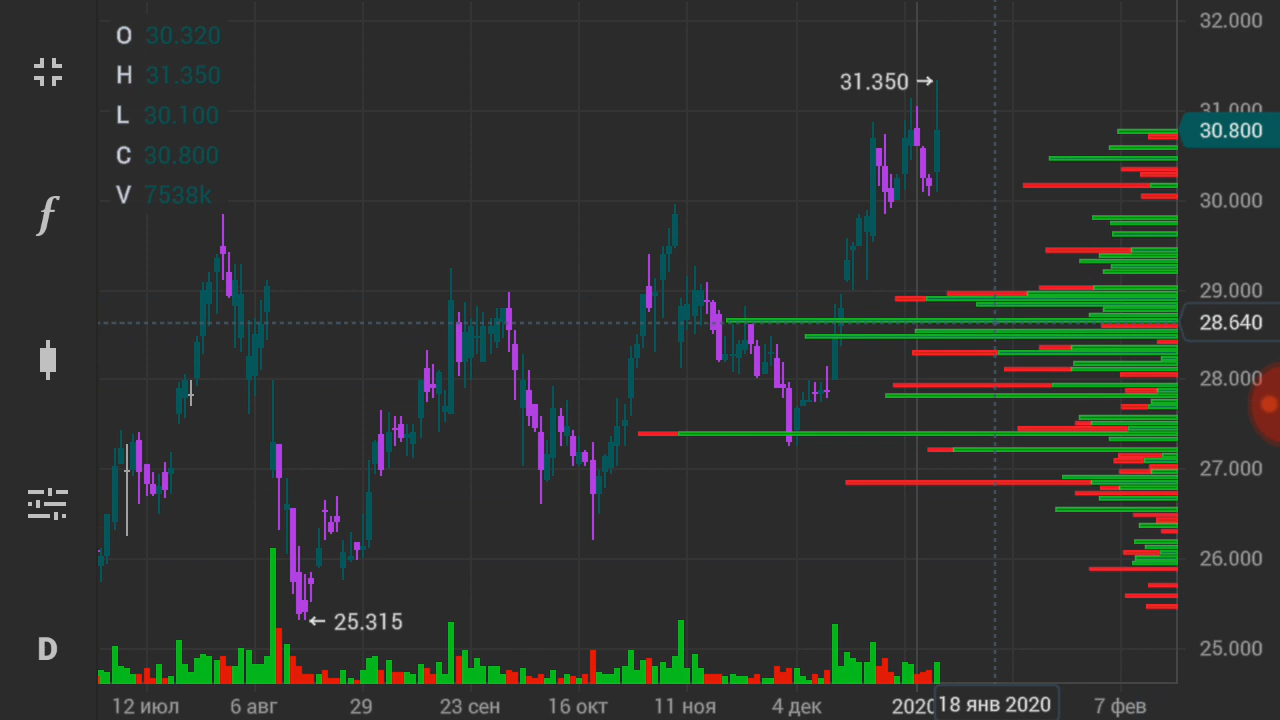 O 30.320
H 31.350
L 30.100
C 30.800
V 7538k
f
D
31.350 →
← 25.315
32.000
31.000
30.800
30.000
29.000
28.640
28.000
27.000
26.000
25.000
12 июл 6 авг 29 23 сен 16 окт 11 ноя 4 дек 2020 18 янв 2020 7 фев